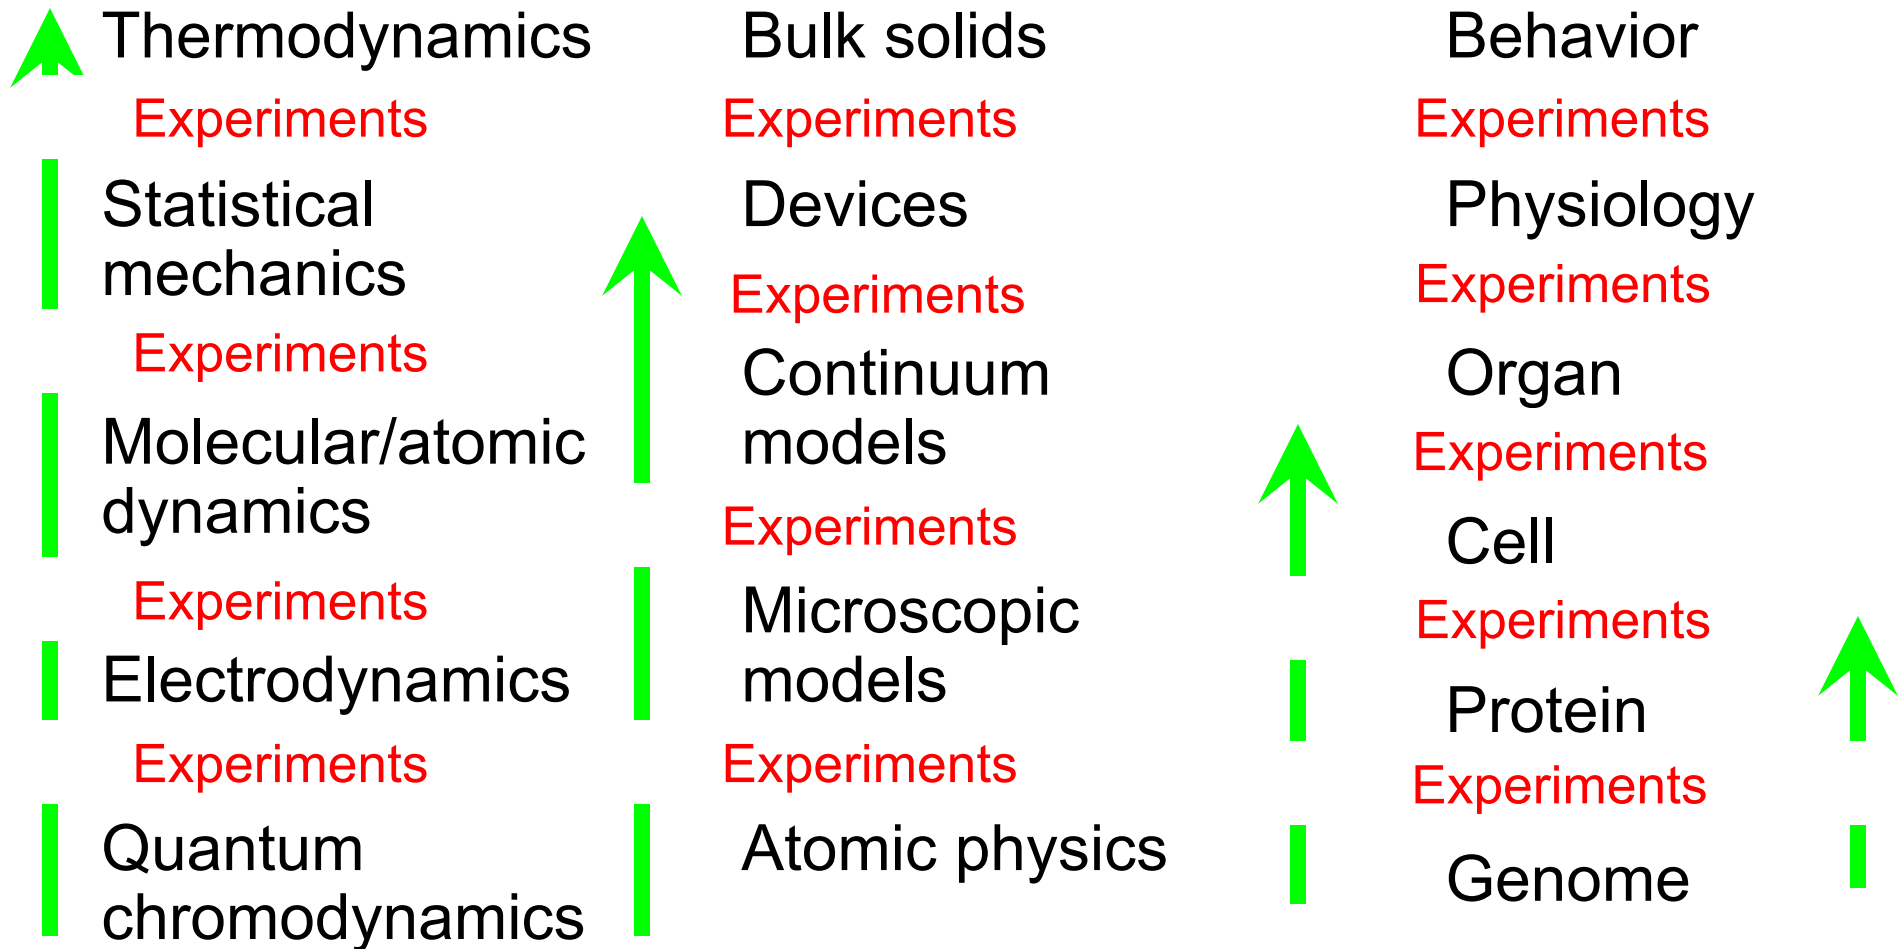 Thermodynamics
Experiments
Statistical
mechanics
Experiments
Molecular/atomic
dynamics
Experiments
Electrodynamics
Experiments
Quantum
chromodynamics
Bulk solids
Experiments
Devices
Experiments
Continuum
models
Experiments
Microscopic
models
Experiments
Atomic physics
Behavior
Experiments
Physiology
Experiments
Organ
Experiments
Cell
Experiments
Protein
Experiments
Genome